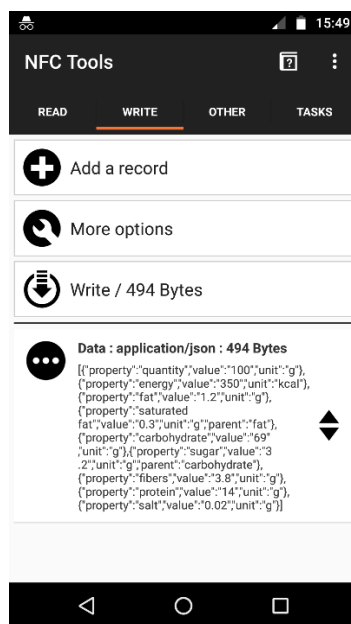 15:49
NFC Tools
READ WRITE OTHER TASKS
Add a record
More options
Write / 494 Bytes
Data : application/json : 494 Bytes
[{"property":"quantity","value":"100","unit":"g"},
{"property":"energy","value":"350","unit":"kcal"},
{"property":"fat","value":"1.2","unit":"g"},
{"property":"saturated
fat","value":"0.3","unit":"g","parent":"fat"},
{"property":"carbohydrate","value":"69"
,"unit":"g"},{"property":"sugar","value":"3
.2","unit":"g","parent":"carbohydrate"},
{"property":"fibers","value":"3.8","unit":"g"},
{"property":"protein","value":"14","unit":"g"},
{"property":"salt","value":"0.02","unit":"g"}]